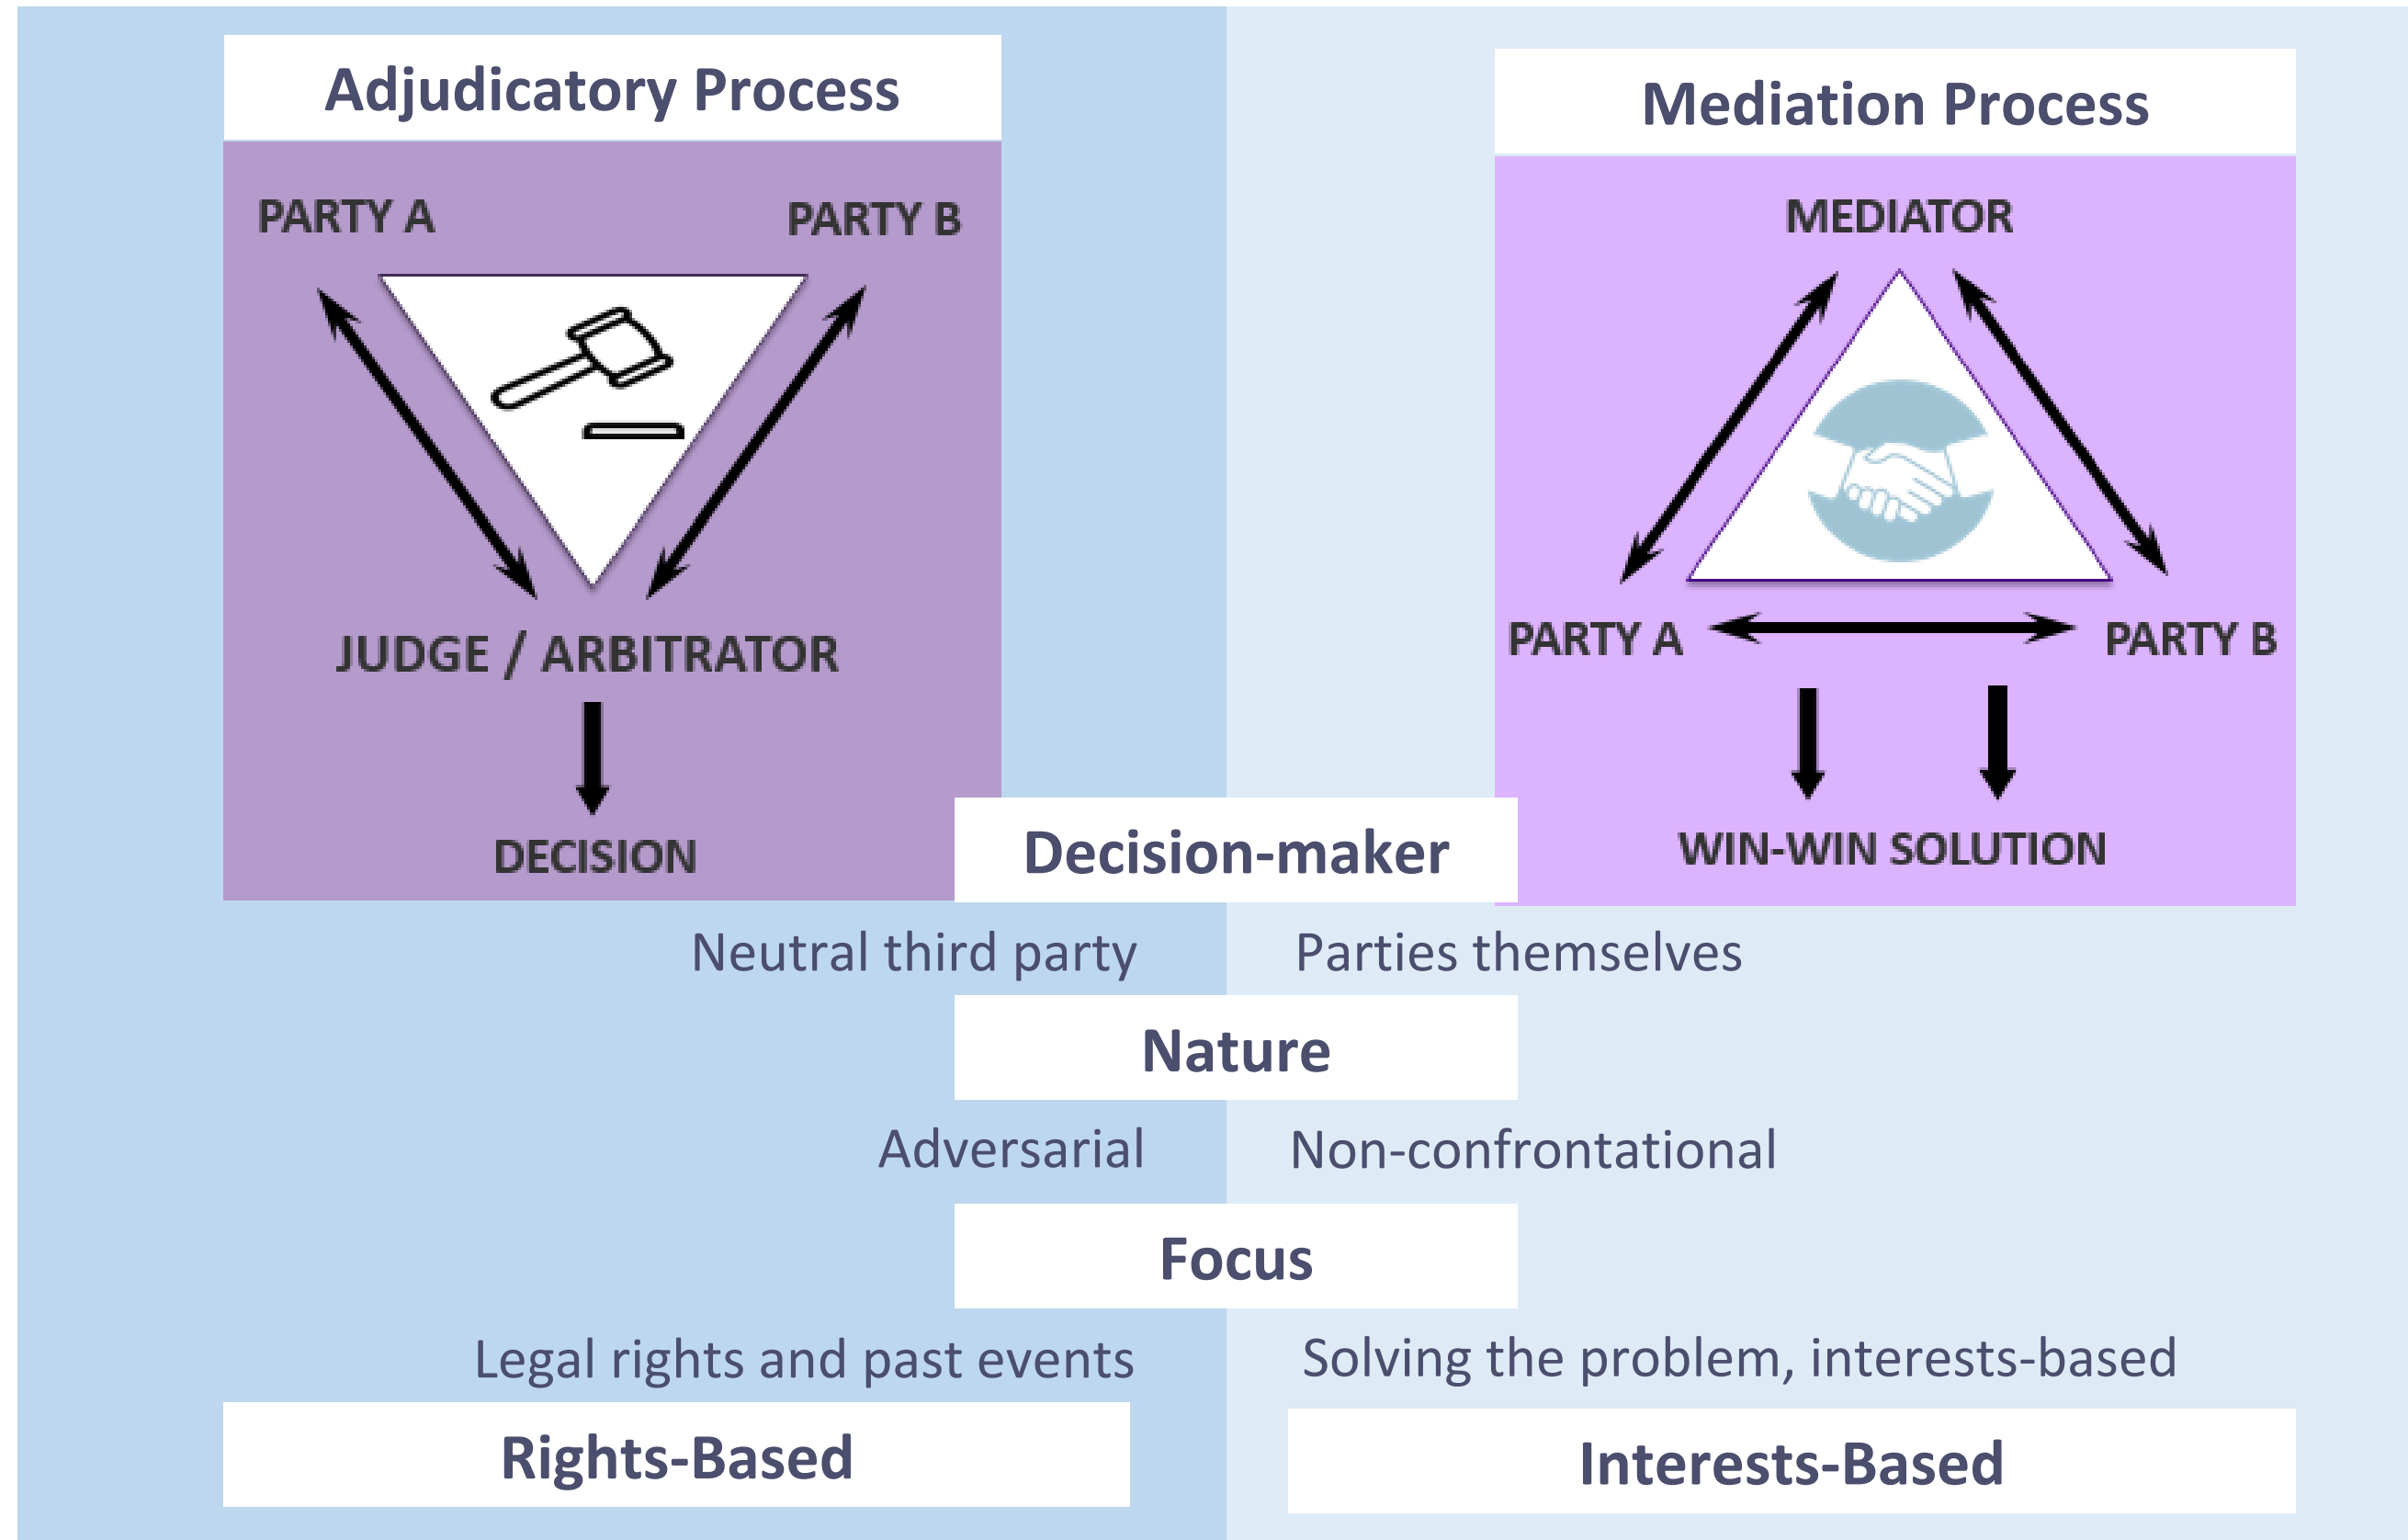 Adjudicatory Process
PARTY A
PARTY B
JUDGE / ARBITRATOR
DECISION
Mediation Process
MEDIATOR
PARTY A
PARTY B
WIN-WIN SOLUTION
Decision-maker
Neutral third party
Parties themselves
Nature
Adversarial
Non-confrontational
Focus
Legal rights and past events
Solving the problem, interests-based
Rights-Based
Interests-Based